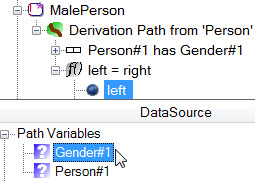 MalePerson
Derivation Path from 'Person'
Person#1 has Gender#1
f() left = right
left
DataSource
Path Variables
Gender#1
Person#1